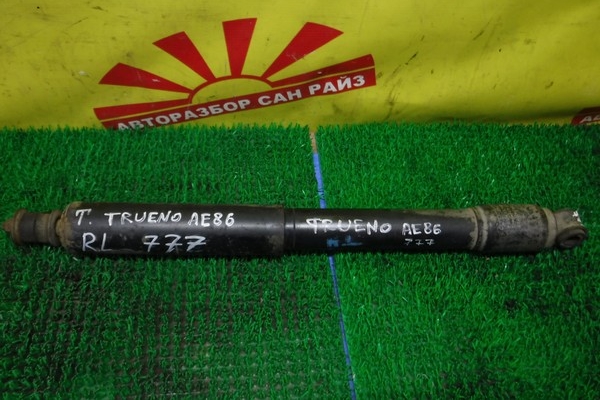 АВТОРАЗБОР САН РАЙЗ
T. TRUENO AE86
RL 777
TRUENO AE86
777